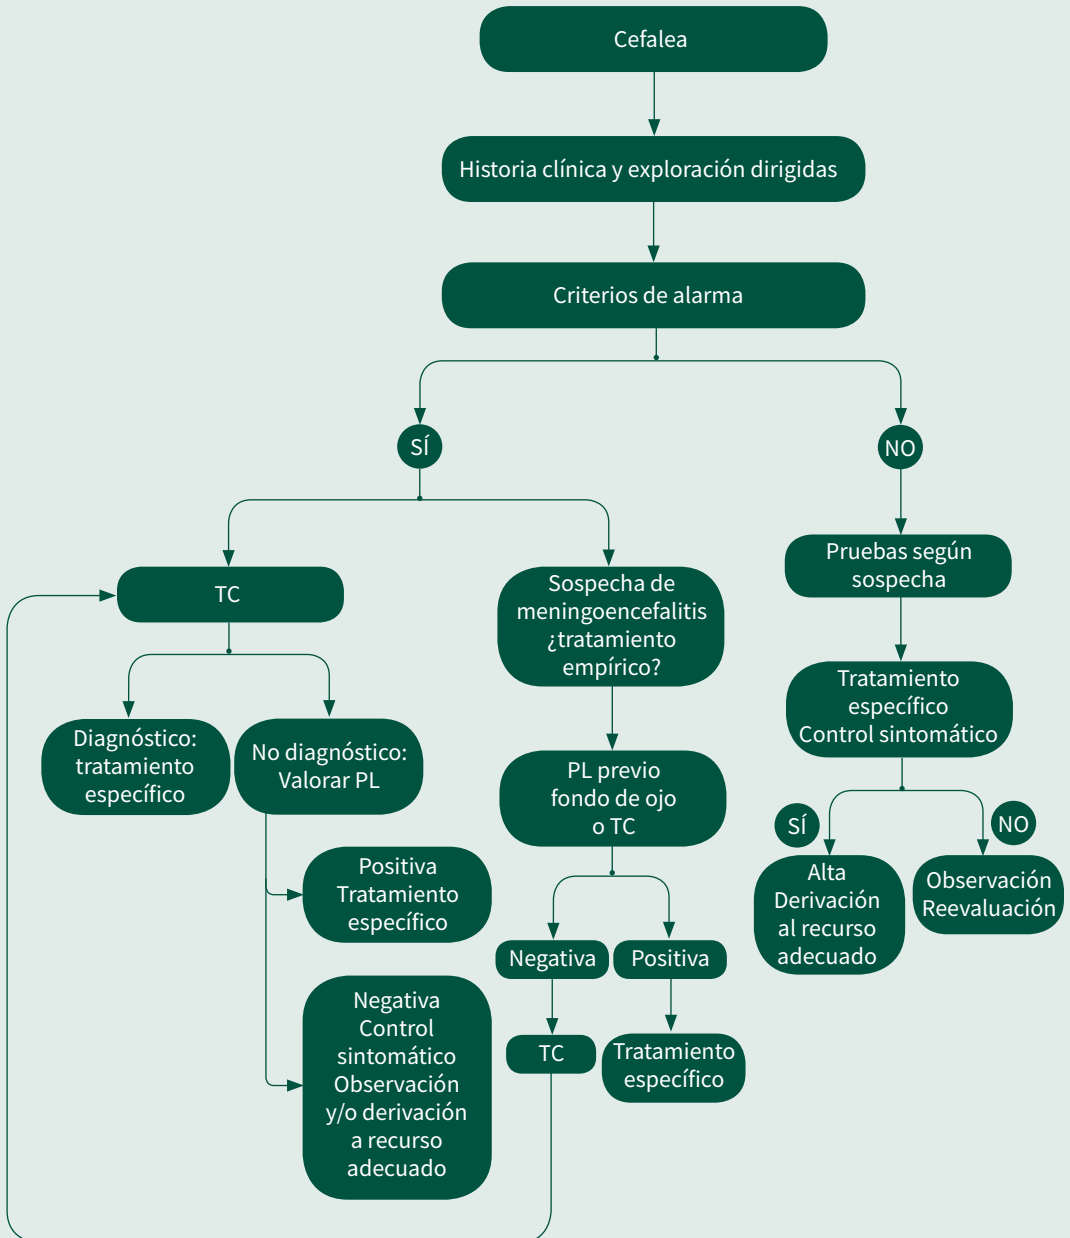 Cefalea
Historia clínica y exploración dirigidas
Criterios de alarma
SÍ
NO
TC
Sospecha de
meningoencefalitis
¿tratamiento
empírico?
Pruebas según
sospecha
Tratamiento
específico
Control sintomático
Diagnóstico:
tratamiento
específico
No diagnóstico:
Valorar PL
PL previo
fondo de ojo
o TC
SÍ
NO
Positiva
Tratamiento
específico
Alta
Derivación
al recurso
adecuado
Observación
Reevaluación
Negativa
Positiva
Negativa
Control
sintomático
Observación
y/o derivación
a recurso
adecuado
TC
Tratamiento
específico